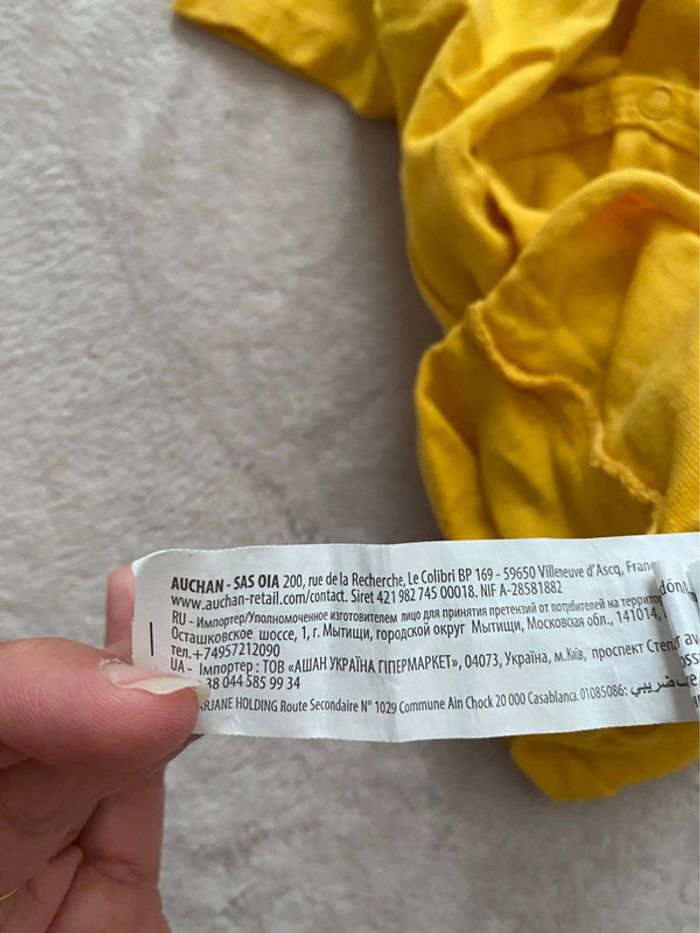 AUCHAN - SAS OIA 200, rue de la Recherche, Le Colibri BP 169 - 59650 Villeneuve d'Ascq,
www.auchan-retail.com/contact. Siret 421 982 745 00018. NIF A-28581882
RU - Импортер/Уполномоченное изготовителем лицо для принятия претензий от потребителей на
Осташковское шоссе, 1, г. Мытищи, городской округ Мытищи, Московская обл., 141014,
тел.+74957212090
UA - Імпортер : ТОВ «АШАН УКРАЇНА ГІПЕРМАРКЕТ», 04073, Україна, м.Київ, проспект
38 044 585 99 34
HOLDING Route Secondaire N° 1029 Commune Ain Chock 20 000 Casablanca. 01085086: ضريبي